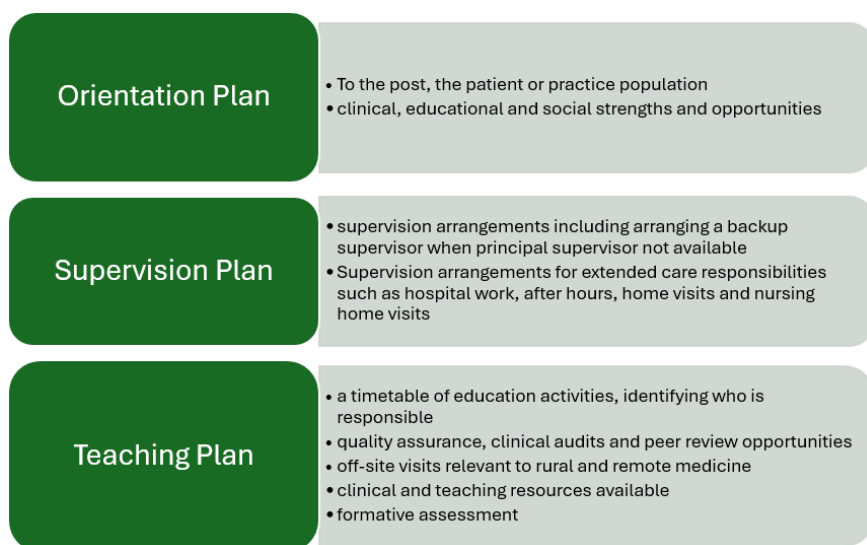 Orientation Plan
• To the post, the patient or practice population
• clinical, educational and social strengths and opportunities
Supervision Plan
• supervision arrangements including arranging a backup
supervisor when principal supervisor not available
• Supervision arrangements for extended care responsibilities
such as hospital work, after hours, home visits and nursing
home visits
Teaching Plan
• a timetable of education activities, identifying who is
responsible
• quality assurance, clinical audits and peer review opportunities
• off-site visits relevant to rural and remote medicine
• clinical and teaching resources available
• formative assessment